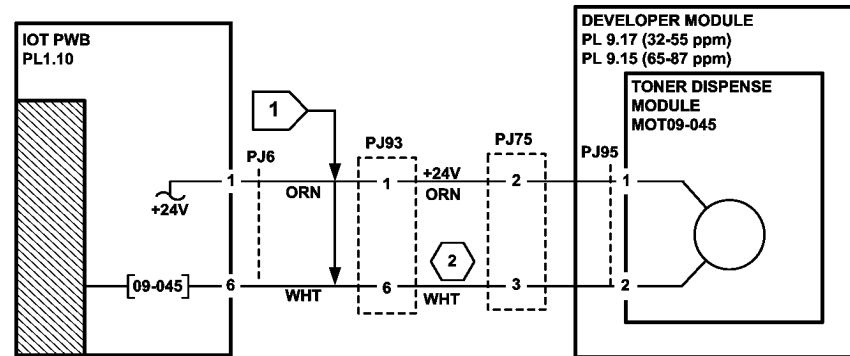 IOT PWB
PL1.10
DEVELOPER MODULE
PL 9.17 (32-55 ppm)
PL 9.15 (65-87 ppm)
TONER DISPENSE
MODULE
MOT09-045
1
PJ6
PJ93
PJ75
PJ95
1
ORN
1
+24V
ORN
2
1
+24V
2
09-045
6
WHT
6
WHT
3
2